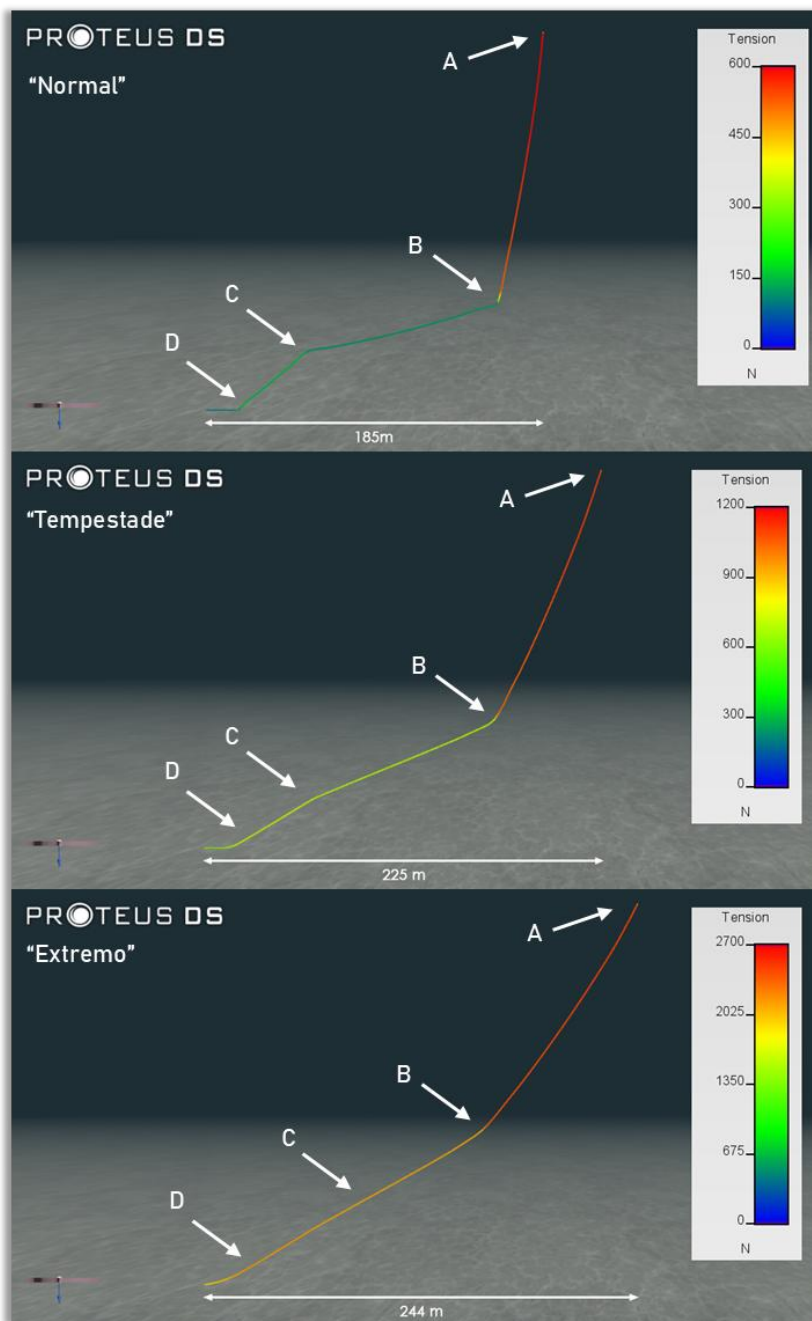 PROTEUS DS
"Normal"
A
B
C
D
185m
Tension
600
450
300
150
0
N
PROTEUS DS
"Tempestade"
A
B
C
D
225 m
Tension
1200
900
600
300
0
N
PROTEUS DS
"Extremo"
A
B
C
D
244 m
Tension
2700
2025
1350
675
0
N